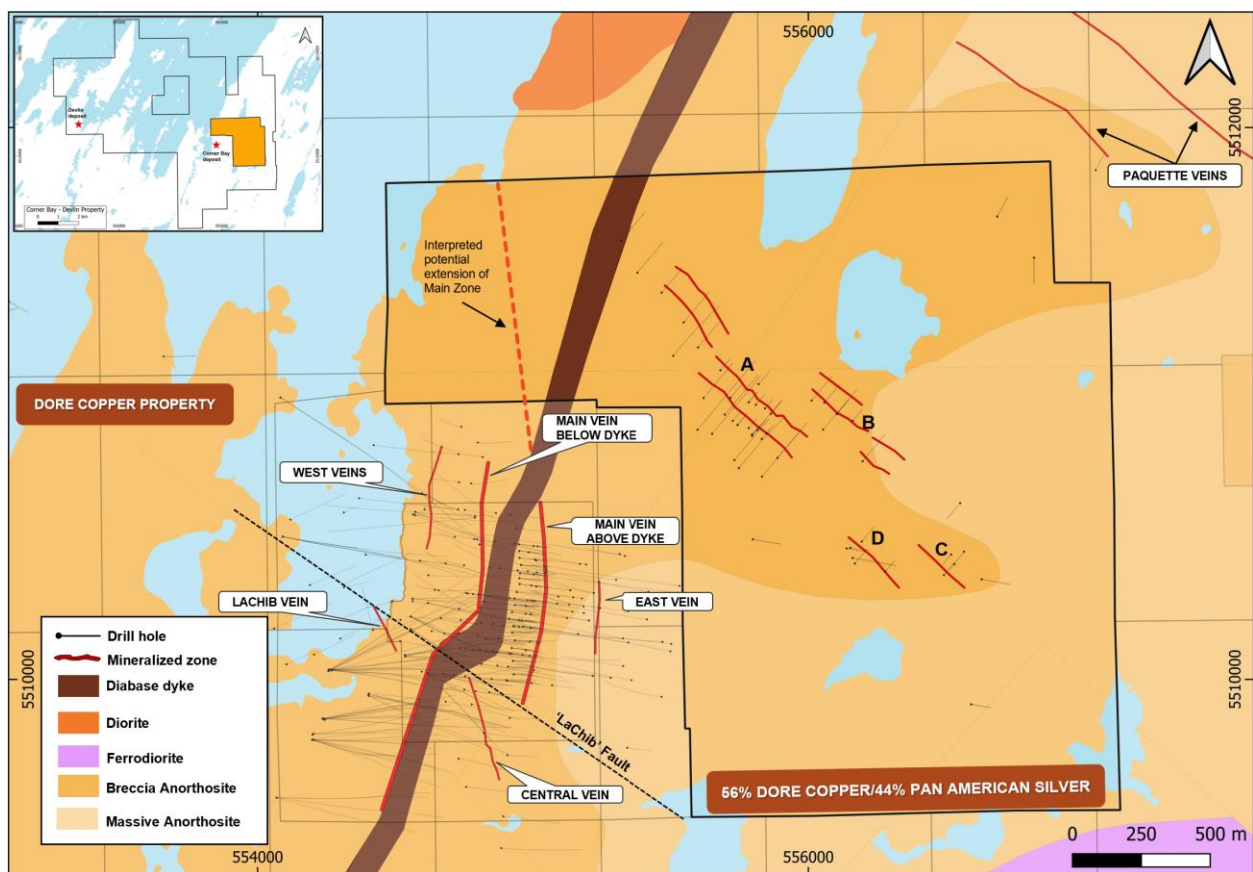 556000
5512000
Devlin
deposit
Corner Bay
deposit
Corner Bay - Devlin Property
0 1 2 km
PAQUETTE VEINS
Interpreted
potential
extension of
Main Zone
A
B
DORE COPPER PROPERTY
MAIN VEIN
BELOW DYKE
WEST VEINS
MAIN VEIN
ABOVE DYKE
D
C
LACHIB VEIN
EAST VEIN
Drill hole
Mineralized zone
Diabase dyke
Diorite
Ferrodiorite
Breccia Anorthosite
Massive Anorthosite
5510000
5510000
'LaChib' Fault
CENTRAL VEIN
56% DORE COPPER/44% PAN AMERICAN SILVER
0 250 500 m
554000
556000